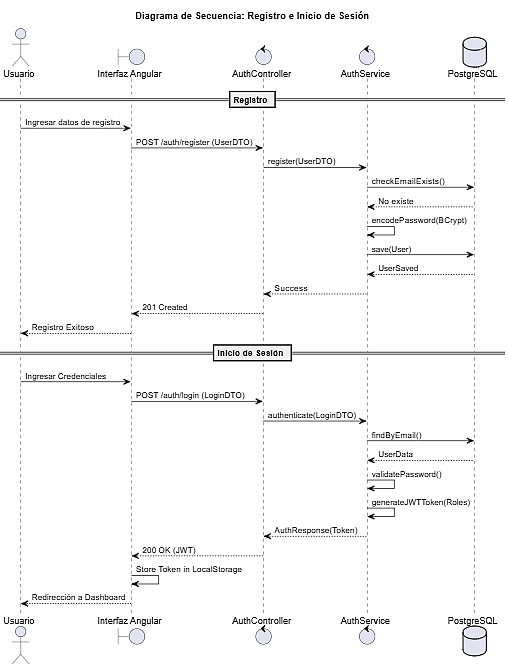 Diagrama de Secuencia: Registro e Inicio de Sesión
Usuario
Interfaz Angular
AuthController
AuthService
PostgreSQL
Registro
Ingresar datos de registro
POST /auth/register (UserDTO)
register(UserDTO)
checkEmailExists()
No existe
encodePassword(BCrypt)
save(User)
UserSaved
Success
201 Created
Registro Exitoso
Inicio de Sesión
Ingresar Credenciales
POST /auth/login (LoginDTO)
authenticate(LoginDTO)
findByEmail()
UserData
validatePassword()
generateJWTToken(Roles)
AuthResponse(Token)
200 OK (JWT)
Store Token in LocalStorage
Redirección a Dashboard
Usuario
Interfaz Angular
AuthController
AuthService
PostgreSQL